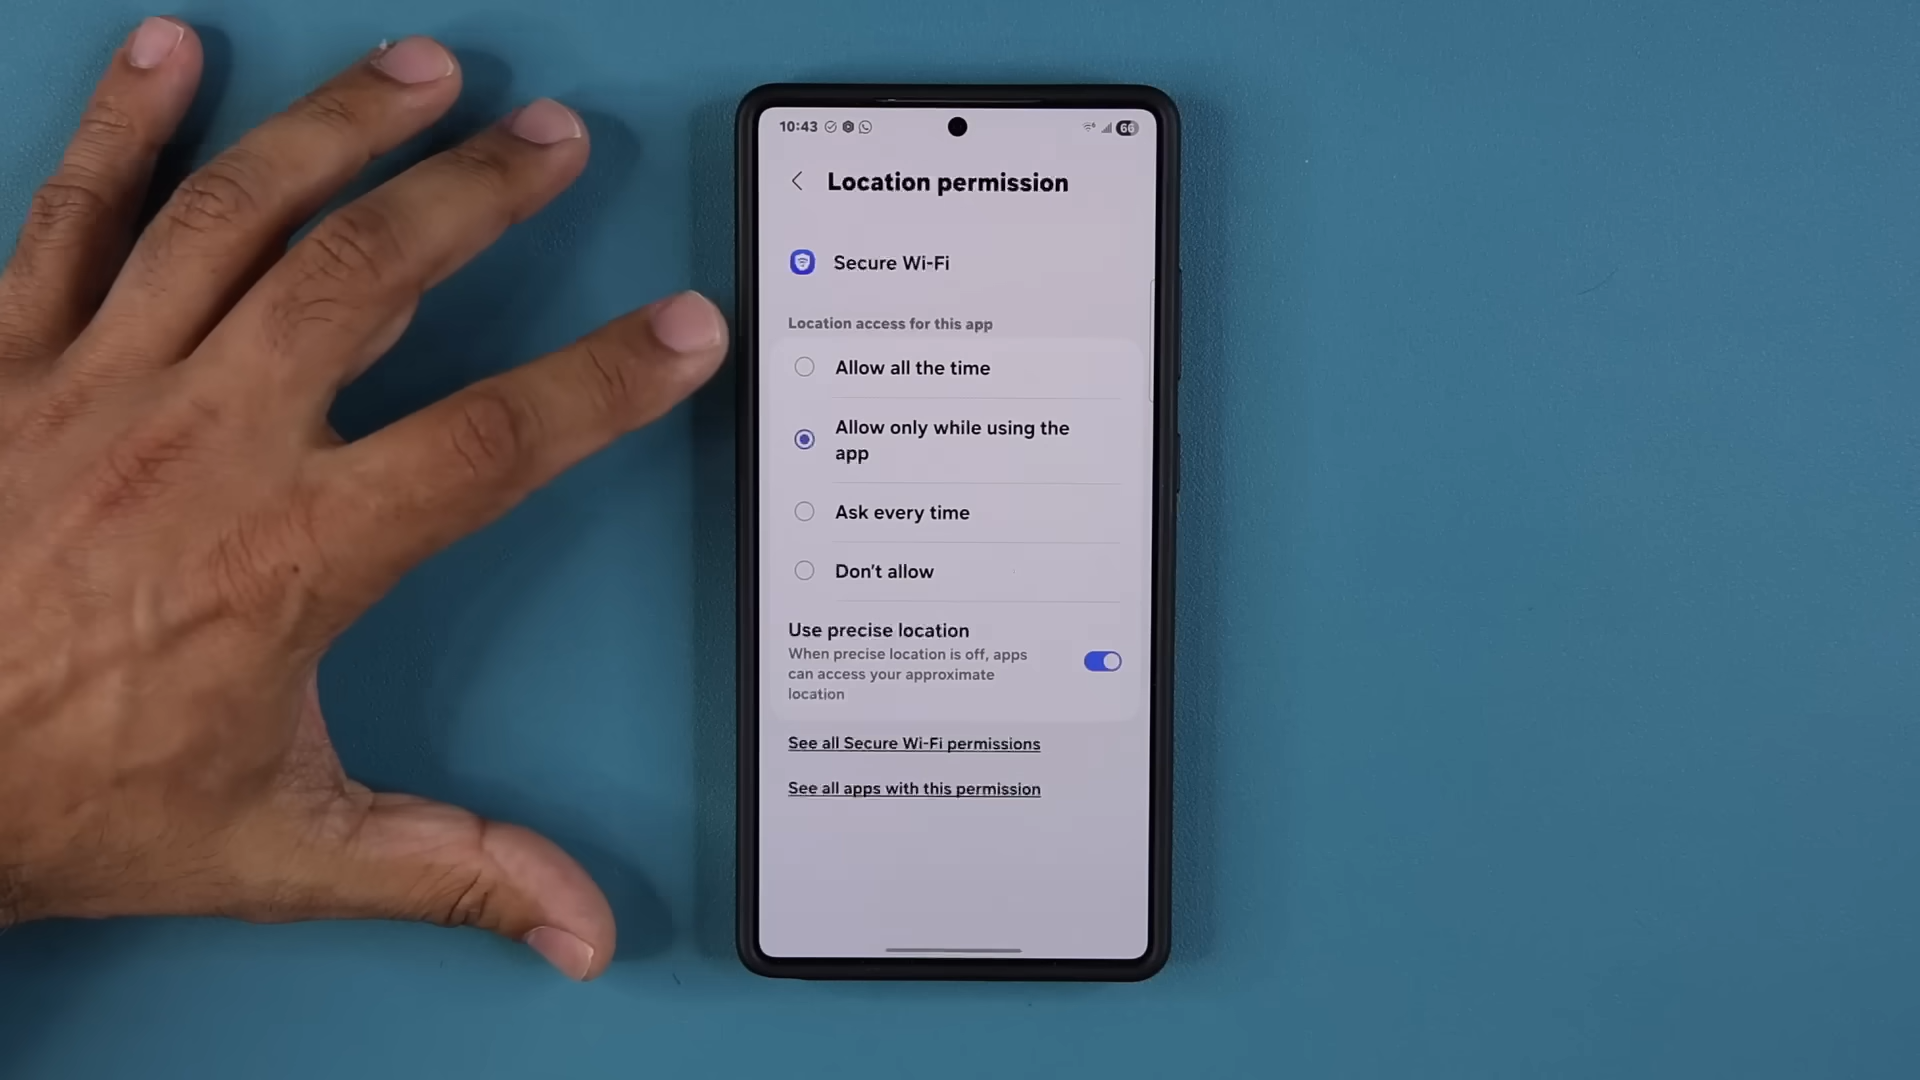 10:43
66
Location permission
Secure Wi-Fi
Location access for this app
Allow all the time
Allow only while using the
app
Ask every time
Don't allow
Use precise location
When precise location is off, apps
can access your approximate
location
See all Secure Wi-Fi permissions
See all apps with this permission